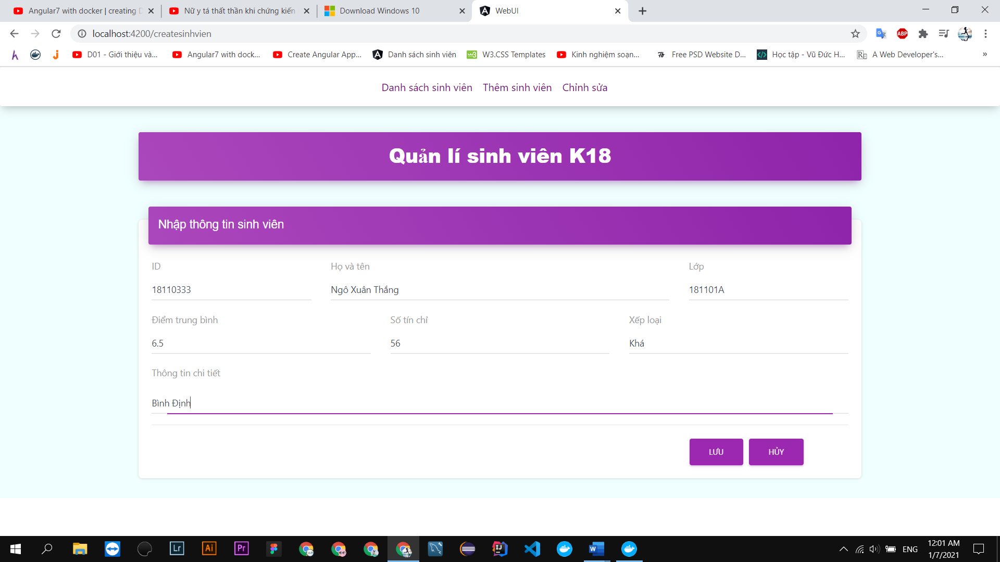 Angular7 with docker | creating D
Nữ y tá thất thần khi chứng kiến
Download Windows 10
WebUI
localhost:4200/createsinhvien
ABP
D01 - Giới thiệu và...
Angular7 with dock...
Create Angular App...
Danh sách sinh viên
W3.CSS Templates
Kinh nghiệm soạn...
Free PSD Website D...
Học tập - Vũ Đức H...
A Web Developer's...
»
Danh sách sinh viên Thêm sinh viên Chỉnh sửa
Quản lí sinh viên K18
Nhập thông tin sinh viên
ID Họ và tên Lớp
18110333 Ngô Xuân Thắng 181101A
Điểm trung bình Số tín chỉ Xếp loại
6.5 56 Khá
Thông tin chi tiết
Bình Định
LƯU HỦY
Lr Ai Pr
ENG
12:01 AM
1/7/2021